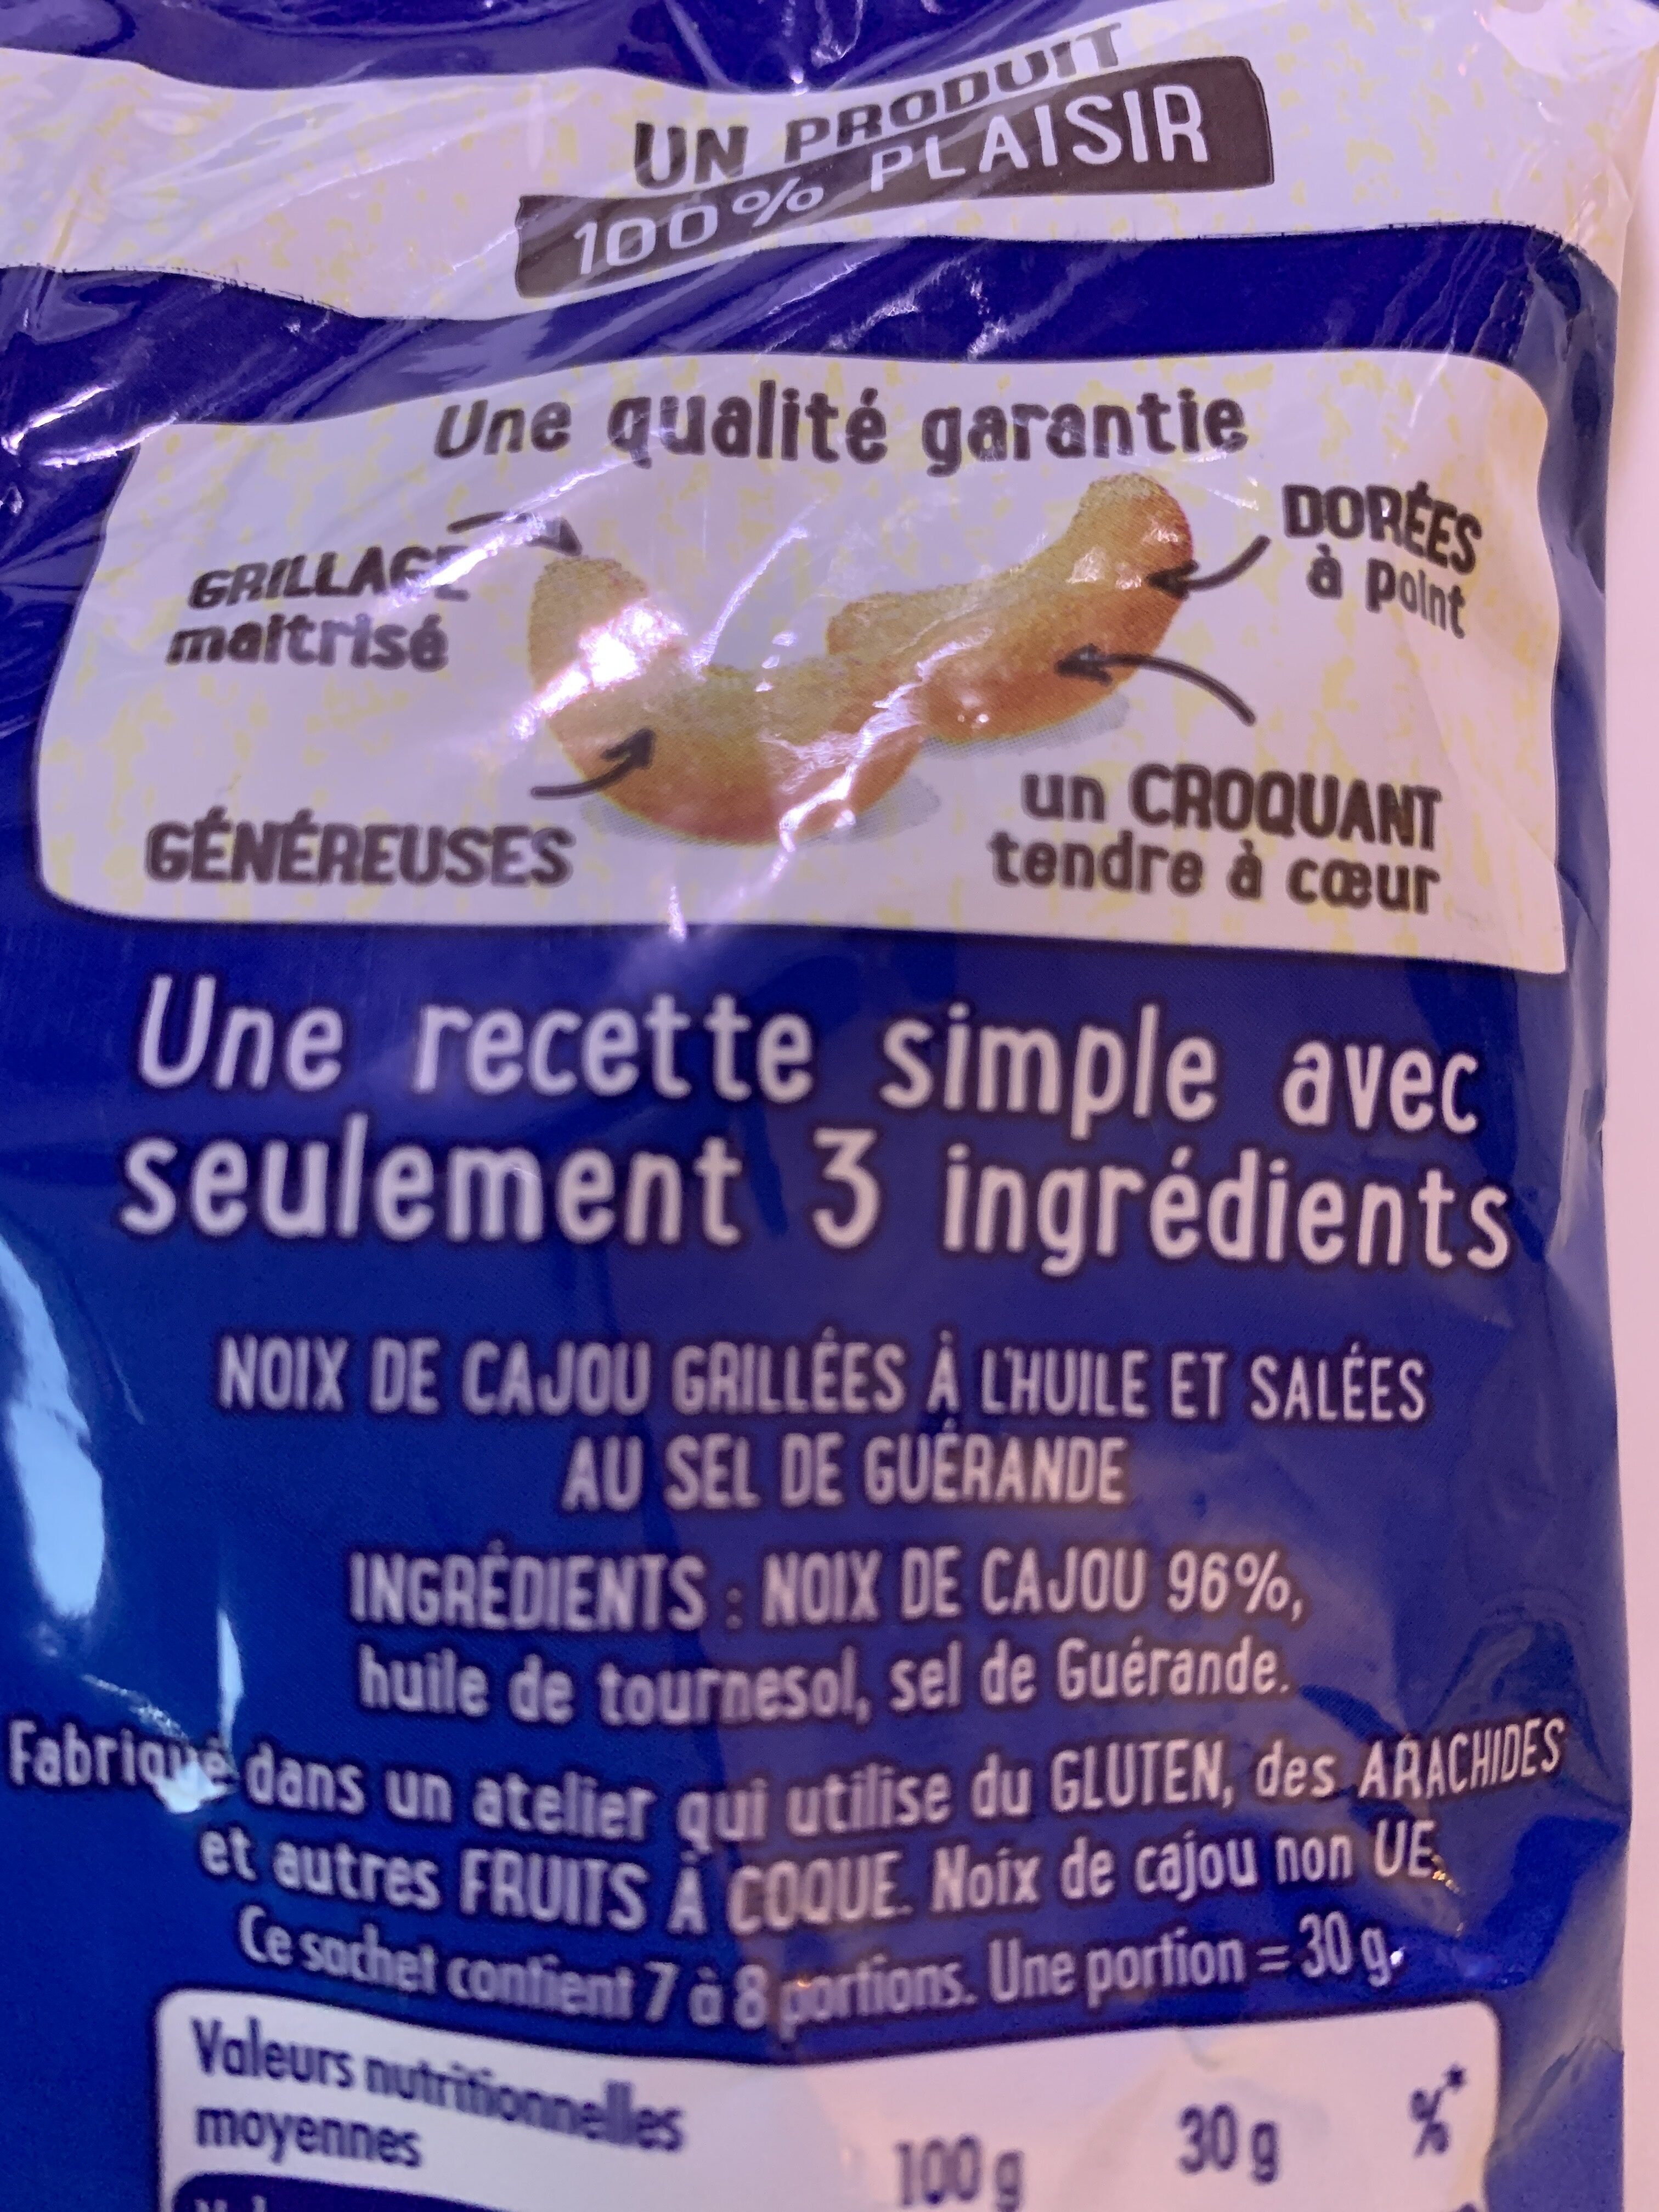 UN PRODUIT
100% PLAISIR
Une qualité garantie
GRILLAGE
maîtrisé
DORÉES
à point
GÉNÉREUSES
un CROQUANT
tendre à cœur
Une recette simple avec
seulement 3 ingrédients
NOIX DE CAJOU GRILLÉES À L'HUILE ET SALÉES
AU SEL DE GUÉRANDE
INGRÉDIENTS : NOIX DE CAJOU 96%,
huile de tournesol, sel de Guérande.
Fabriqué dans un atelier qui utilise du GLUTEN, des ARACHIDES
et autres FRUITS À COQUE. Noix de cajou non UE.
Ce sachet contient 7 à 8 portions. Une portion = 30 g.
Valeurs nutritionnelles
moyennes
100 g 30 g %*